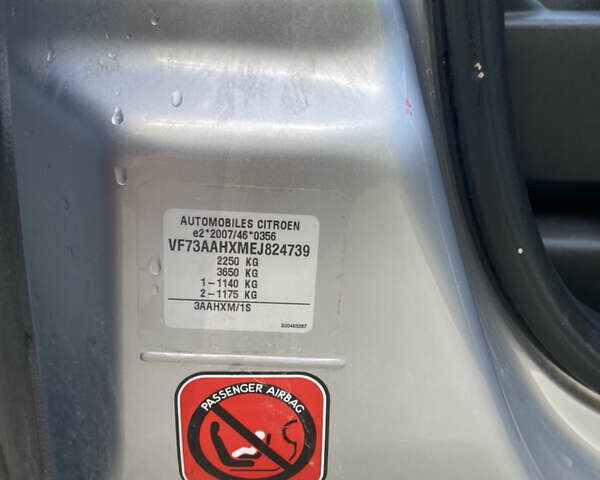 AUTOMOBILES CITROEN
e2*2007/46*0356
VF73AAHXMEJ824739
2250 KG
3650 KG
1-1140 KG
2-1175 KG
3AAHXM/1S
PASSENGER AIRBAG